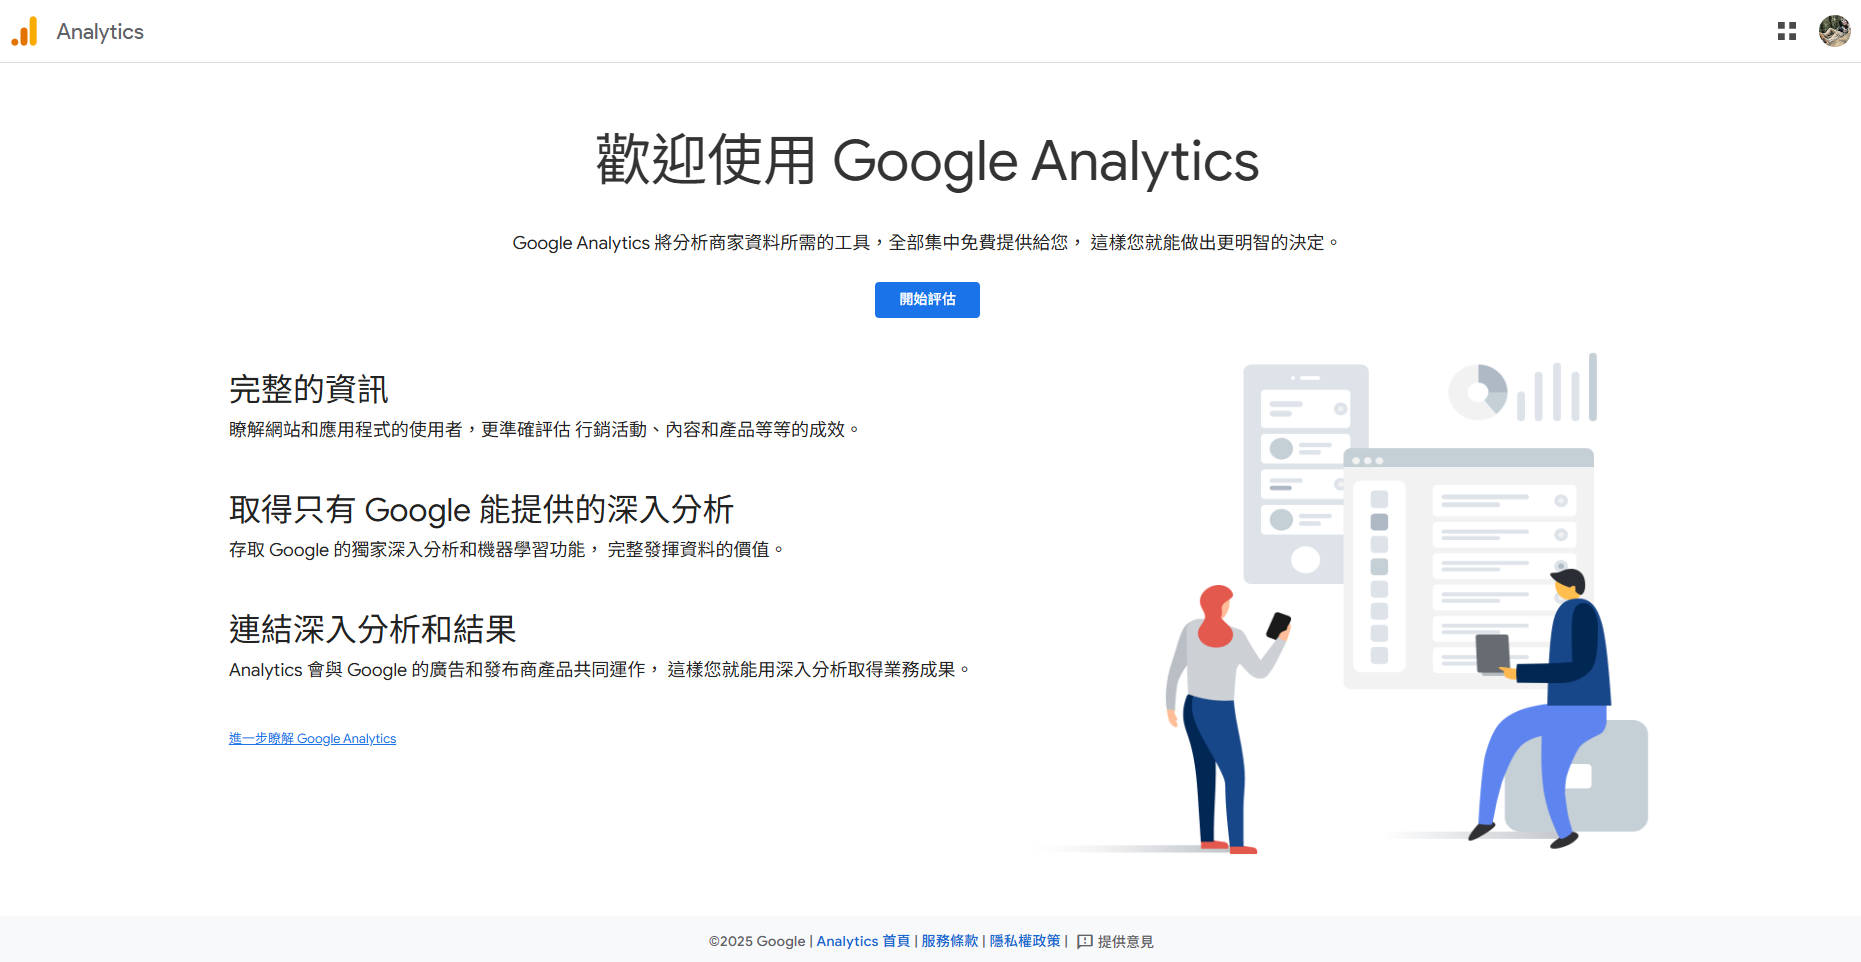 Analytics
歡迎使用 Google Analytics
Google Analytics 將分析商家資料所需的工具，全部集中免費提供給您， 這樣您就能做出更明智的決定。
開始評估
完整的資訊
瞭解網站和應用程式的使用者，更準確評估 行銷活動、內容和產品等等的成效。
取得只有 Google 能提供的深入分析
存取 Google 的獨家深入分析和機器學習功能， 完整發揮資料的價值。
連結深入分析和結果
Analytics 會與 Google 的廣告和發布商產品共同運作， 這樣您就能用深入分析取得業務成果。
進一步瞭解 Google Analytics
©2025 Google | Analytics 首頁 | 服務條款 | 隱私權政策 | 提供意見